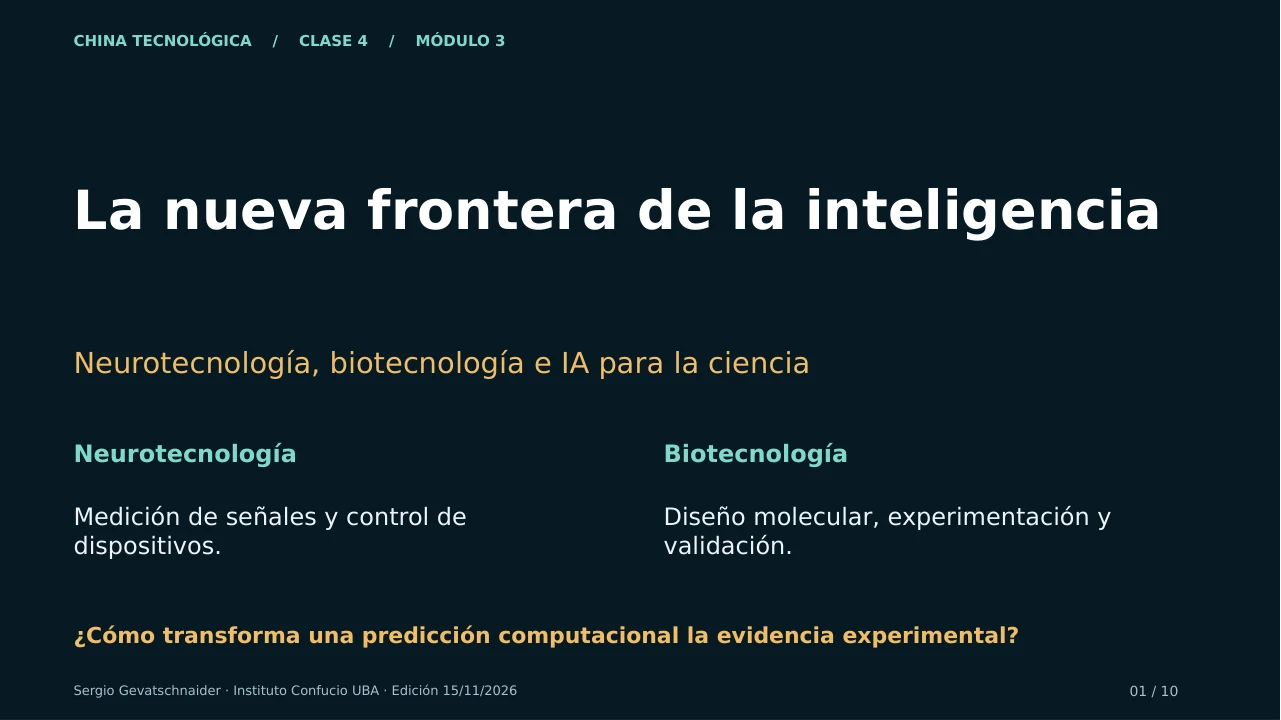 CHINA TECNOLÓGICA / CLASE 4 / MÓDULO 3
La nueva frontera de la inteligencia
Neurotecnología, biotecnología e IA para la ciencia
Neurotecnología
Medición de señales y control de
dispositivos.
Biotecnología
Diseño molecular, experimentación y
validación.
¿Cómo transforma una predicción computacional la evidencia experimental?
Sergio Gevatschnaider · Instituto Confucio UBA · Edición 15/11/2026
01 / 10